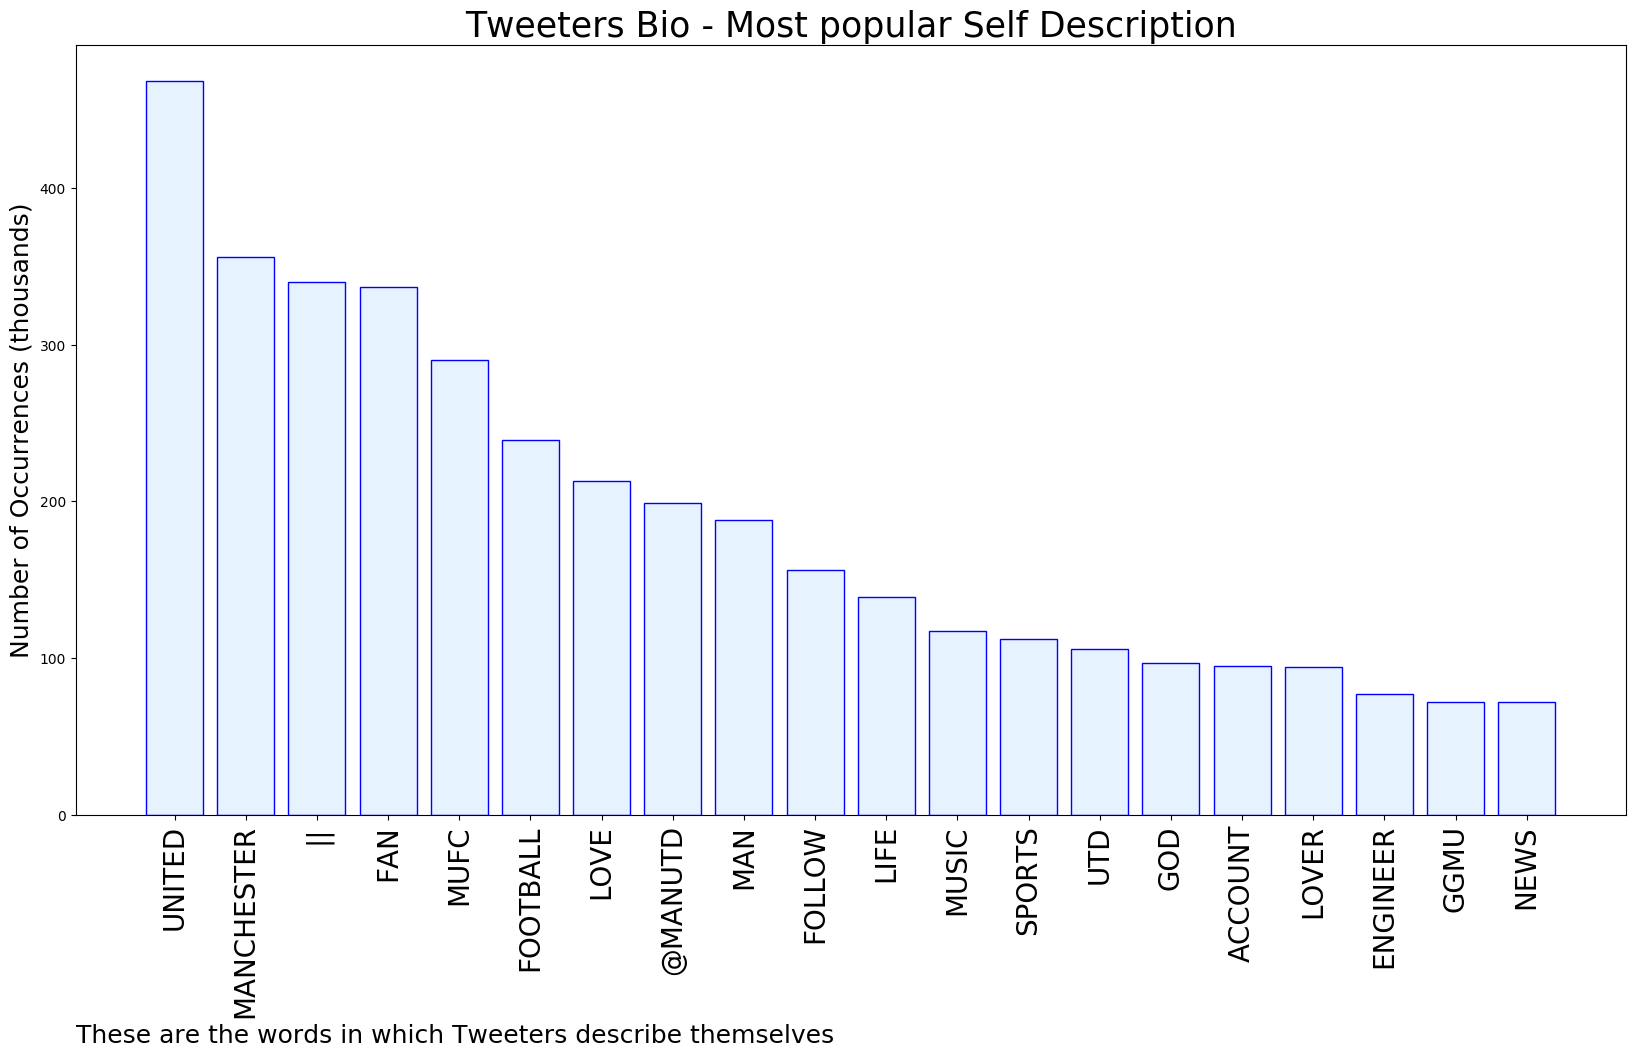 Tweeters Bio - Most popular Self Description
Number of Occurrences (thousands)
400
300
200
100
0
UNITED
MANCHESTER
||
FAN
MUFC
FOOTBALL
LOVE
@MANUTD
MAN
FOLLOW
LIFE
MUSIC
SPORTS
UTD
GOD
ACCOUNT
LOVER
ENGINEER
GGMU
NEWS
These are the words in which Tweeters describe themselves